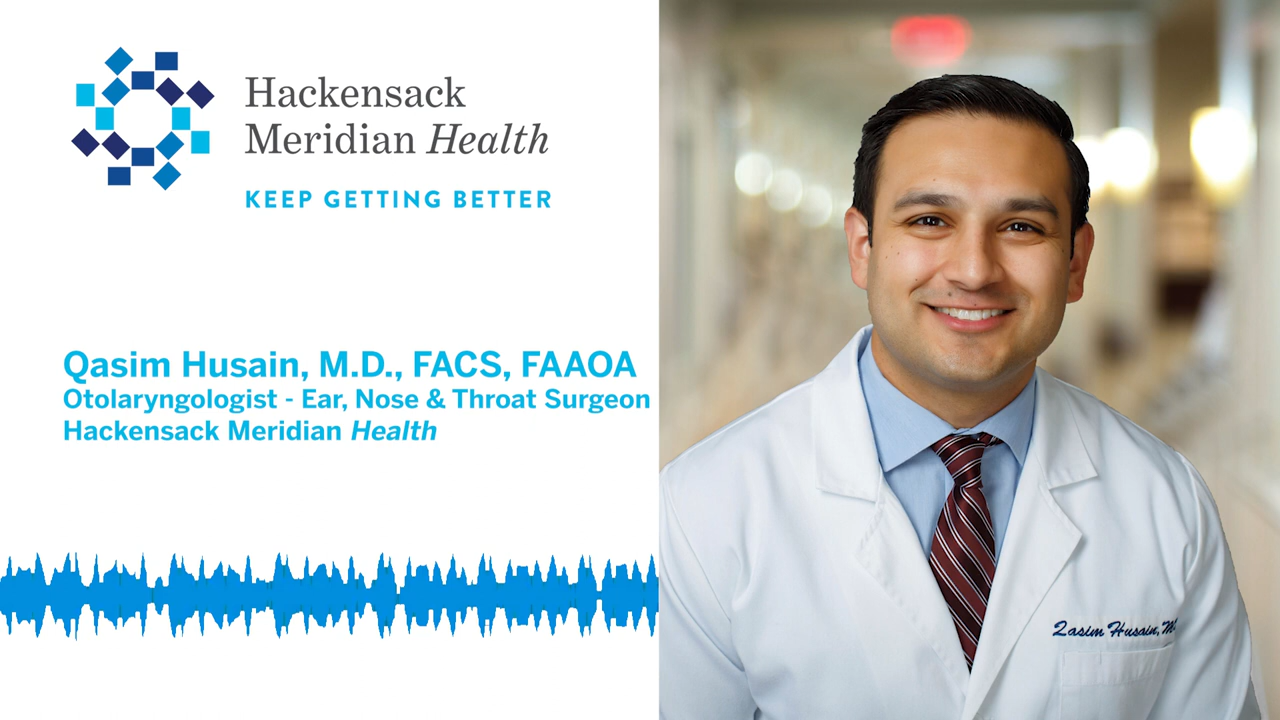 Hackensack
Meridian Health
KEEP GETTING BETTER
Qasim Husain, M.D., FACS, FAAOA
Otolaryngologist - Ear, Nose & Throat Surgeon
Hackensack Meridian Health
Qasim Husain, M